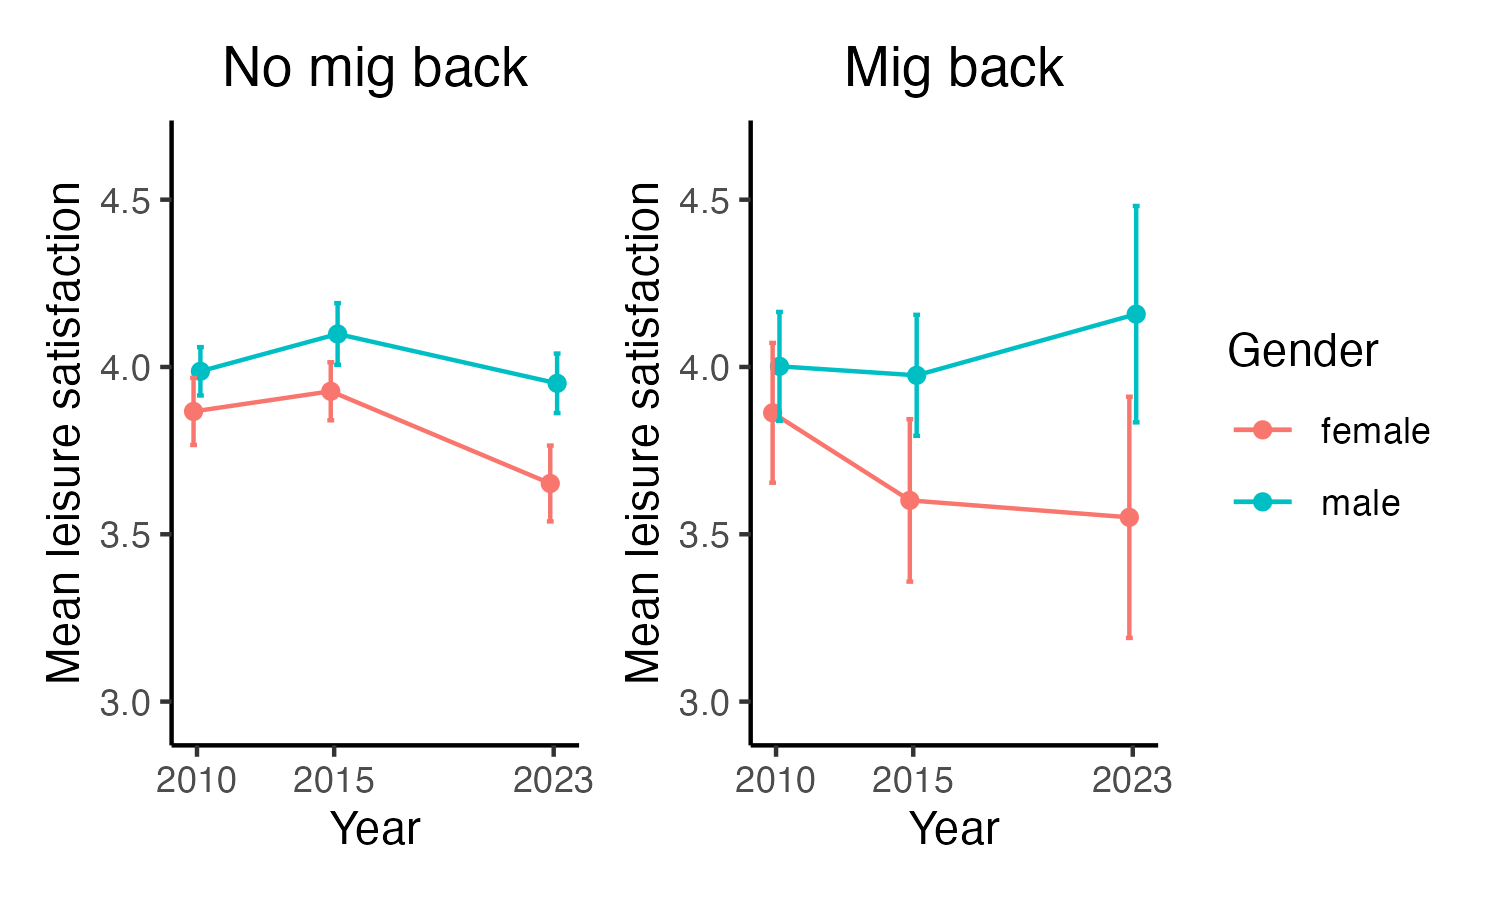 No mig back
Mean leisure satisfaction
4.5
4.0
3.5
3.0
2010 2015 2023
Year
Mig back
Mean leisure satisfaction
4.5
4.0
3.5
3.0
2010 2015 2023
Year
Gender
female
male